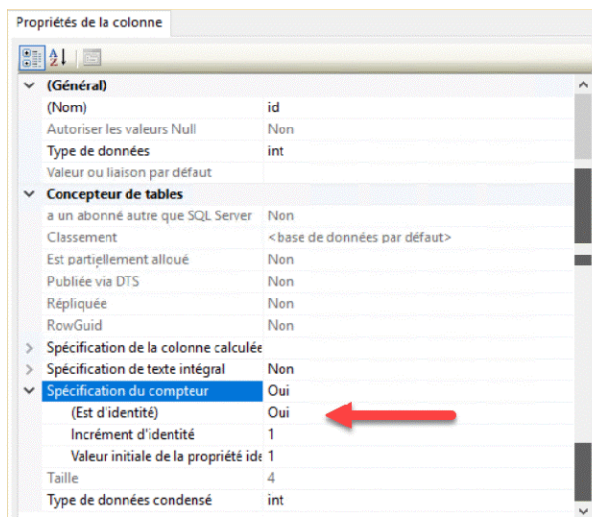 Propriétés de la colonne
(Général)
(Nom) id
Autoriser les valeurs Null Non
Type de données int
Valeur ou liaison par défaut
Concepteur de tables
a un abonné autre que SQL Server Non
Classement <base de données par défaut>
Est partiellement alloué Non
Publiée via DTS Non
Répliquée Non
RowGuid Non
Spécification de la colonne calculée
Spécification de texte intégral Non
Spécification du compteur Oui
(Est d'identité) Oui
Incrément d'identité 1
Valeur initiale de la propriété ide 1
Taille 4
Type de données condensé int